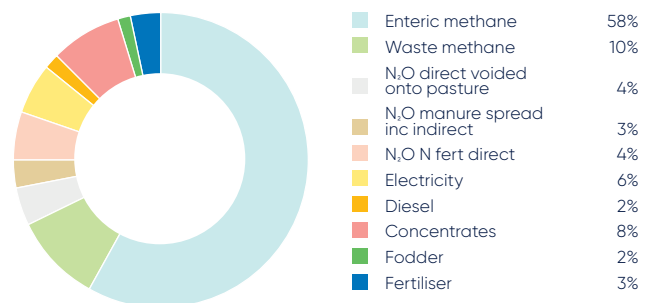 Enteric methane 58%
Waste methane 10%
N₂O direct voided
onto pasture 4%
N₂O manure spread
inc indirect 3%
N₂O N fert direct 4%
Electricity 6%
Diesel 2%
Concentrates 8%
Fodder 2%
Fertiliser 3%